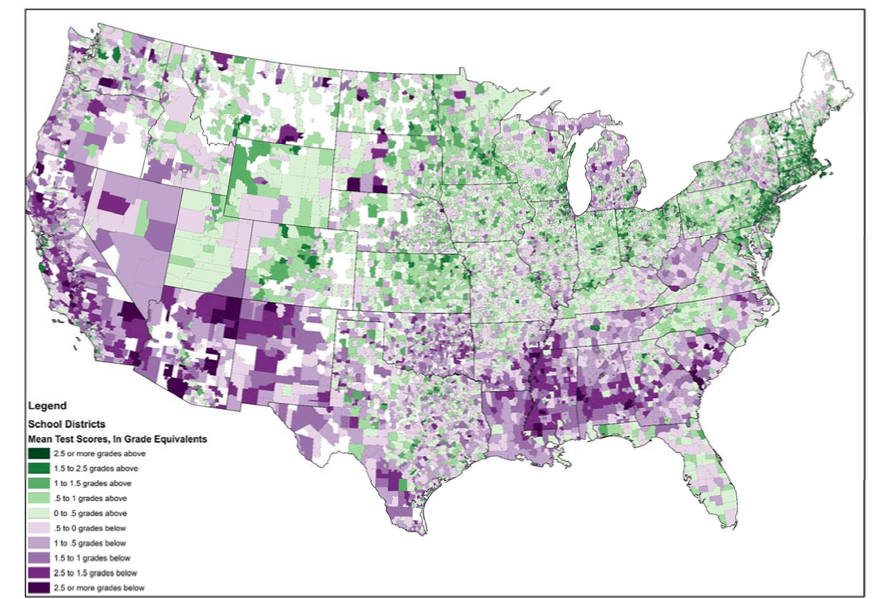 Legend
School Districts
Mean Test Scores, In Grade Equivalents
2.5 or more grades above
1.5 to 2.5 grades above
1 to 1.5 grades above
.5 to 1 grades above
0 to .5 grades above
.5 to 0 grades below
1 to .5 grades below
1.5 to 1 grades below
2.5 to 1.5 grades below
2.5 or more grades below